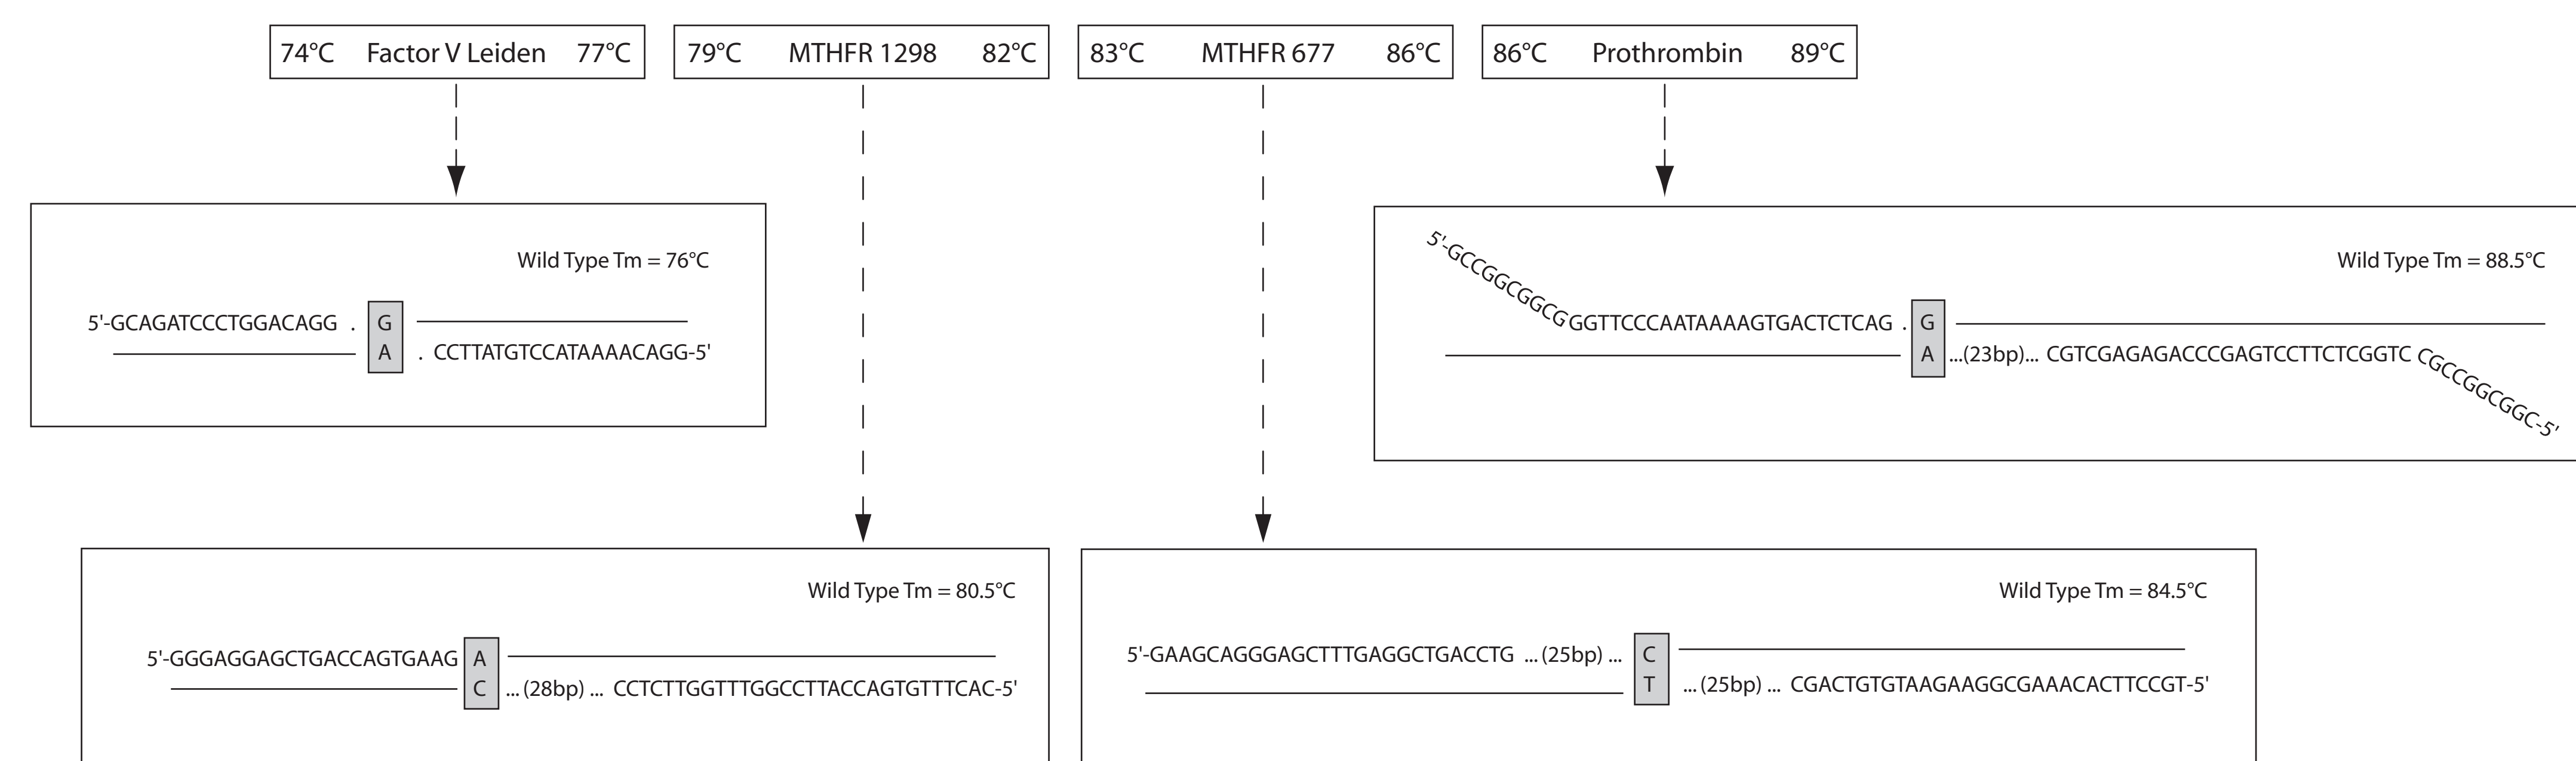 74°C Factor V Leiden 77°C
79°C MTHFR 1298 82°C
83°C MTHFR 677 86°C
86°C Prothrombin 89°C
Wild Type Tm = 76°C
5'-GCAGATCCCTGGACAGG . G
A . CCTTATGTCCATAAAACAGG-5'
Wild Type Tm = 88.5°C
5'-GCCGGCGGCGGGTTCCCAATAAAAGTGACTCTCAG . G
A ...(23bp)... CGTCGAGAGACCCGAGTCCTTCTCGGTC CGCCGGCGGC-5'
Wild Type Tm = 80.5°C
5'-GGGAGGAGCTGACCAGTGAAG A
C ... (28bp) ... CCTCTTGGTTTGGCCTTACCAGTGTTTCAC-5'
Wild Type Tm = 84.5°C
5'-GAAGCAGGGAGCTTTGAGGCTGACCTG ... (25bp) ... C
T ... (25bp) ... CGACTGTGTAAGAAGGCGAAACACTTCCGT-5'